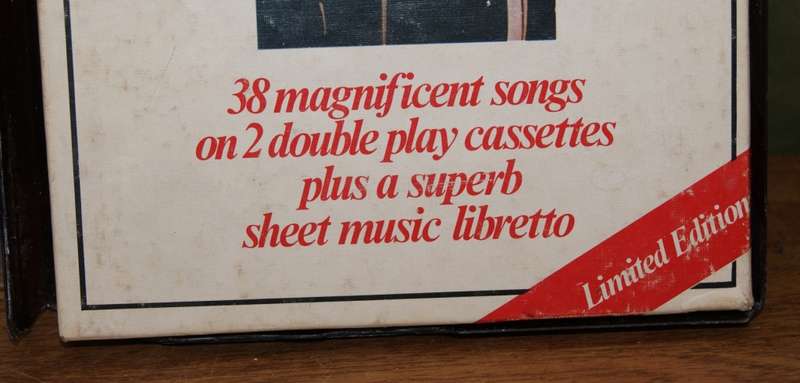 38 magnificent songs
on 2 double play cassettes
plus a superb
sheet music libretto
Limited Edition